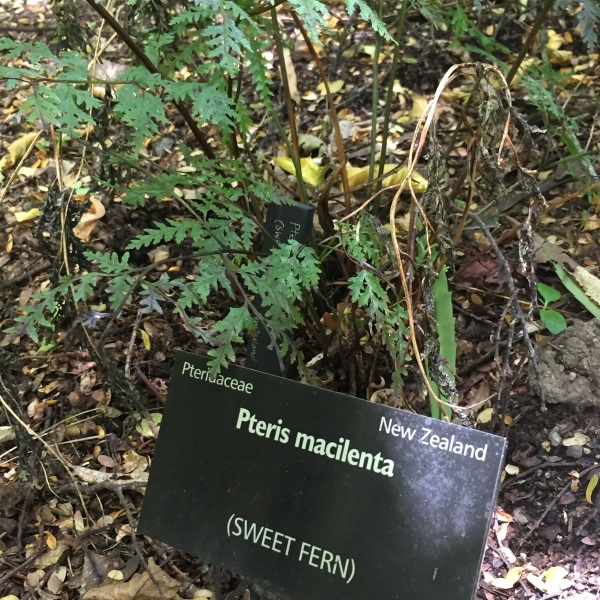 Pteridaceae
New Zealand
Pteris macilenta
(SWEET FERN)